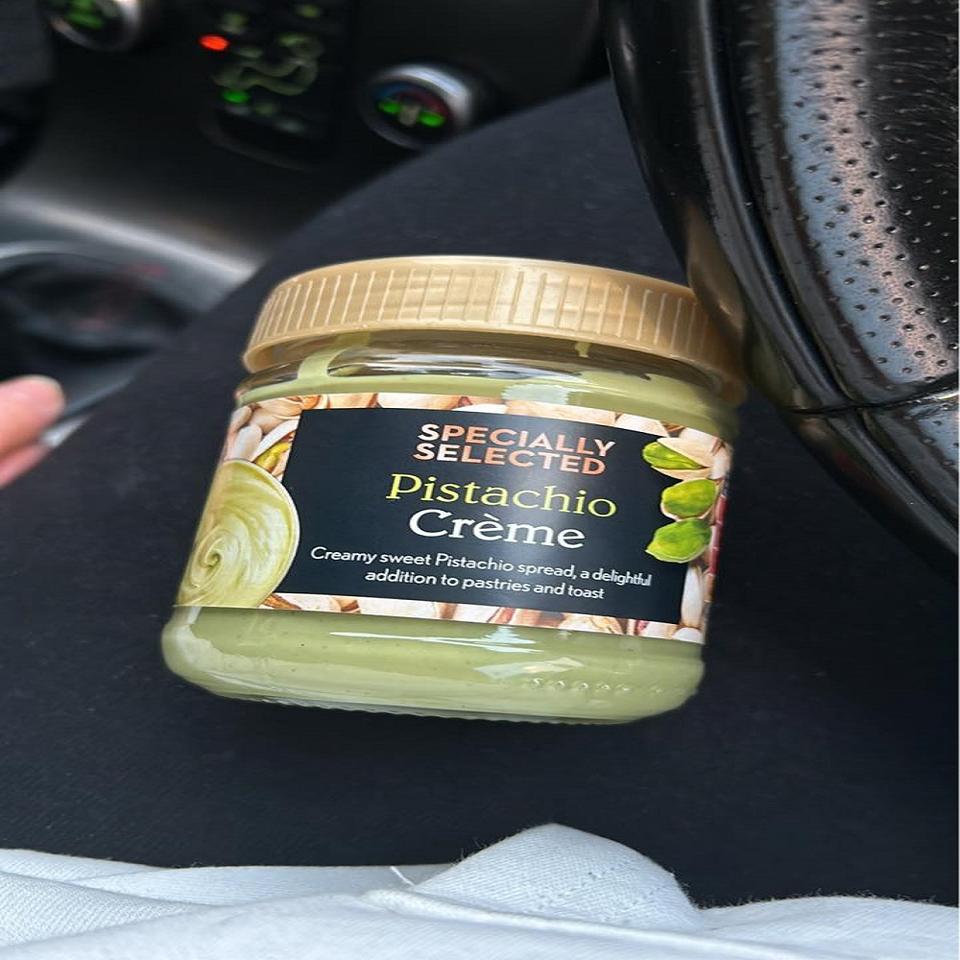 SPECIALLY
SELECTED
Pistachio
Crème
Creamy sweet Pistachio spread, a delightful
addition to pastries and toast